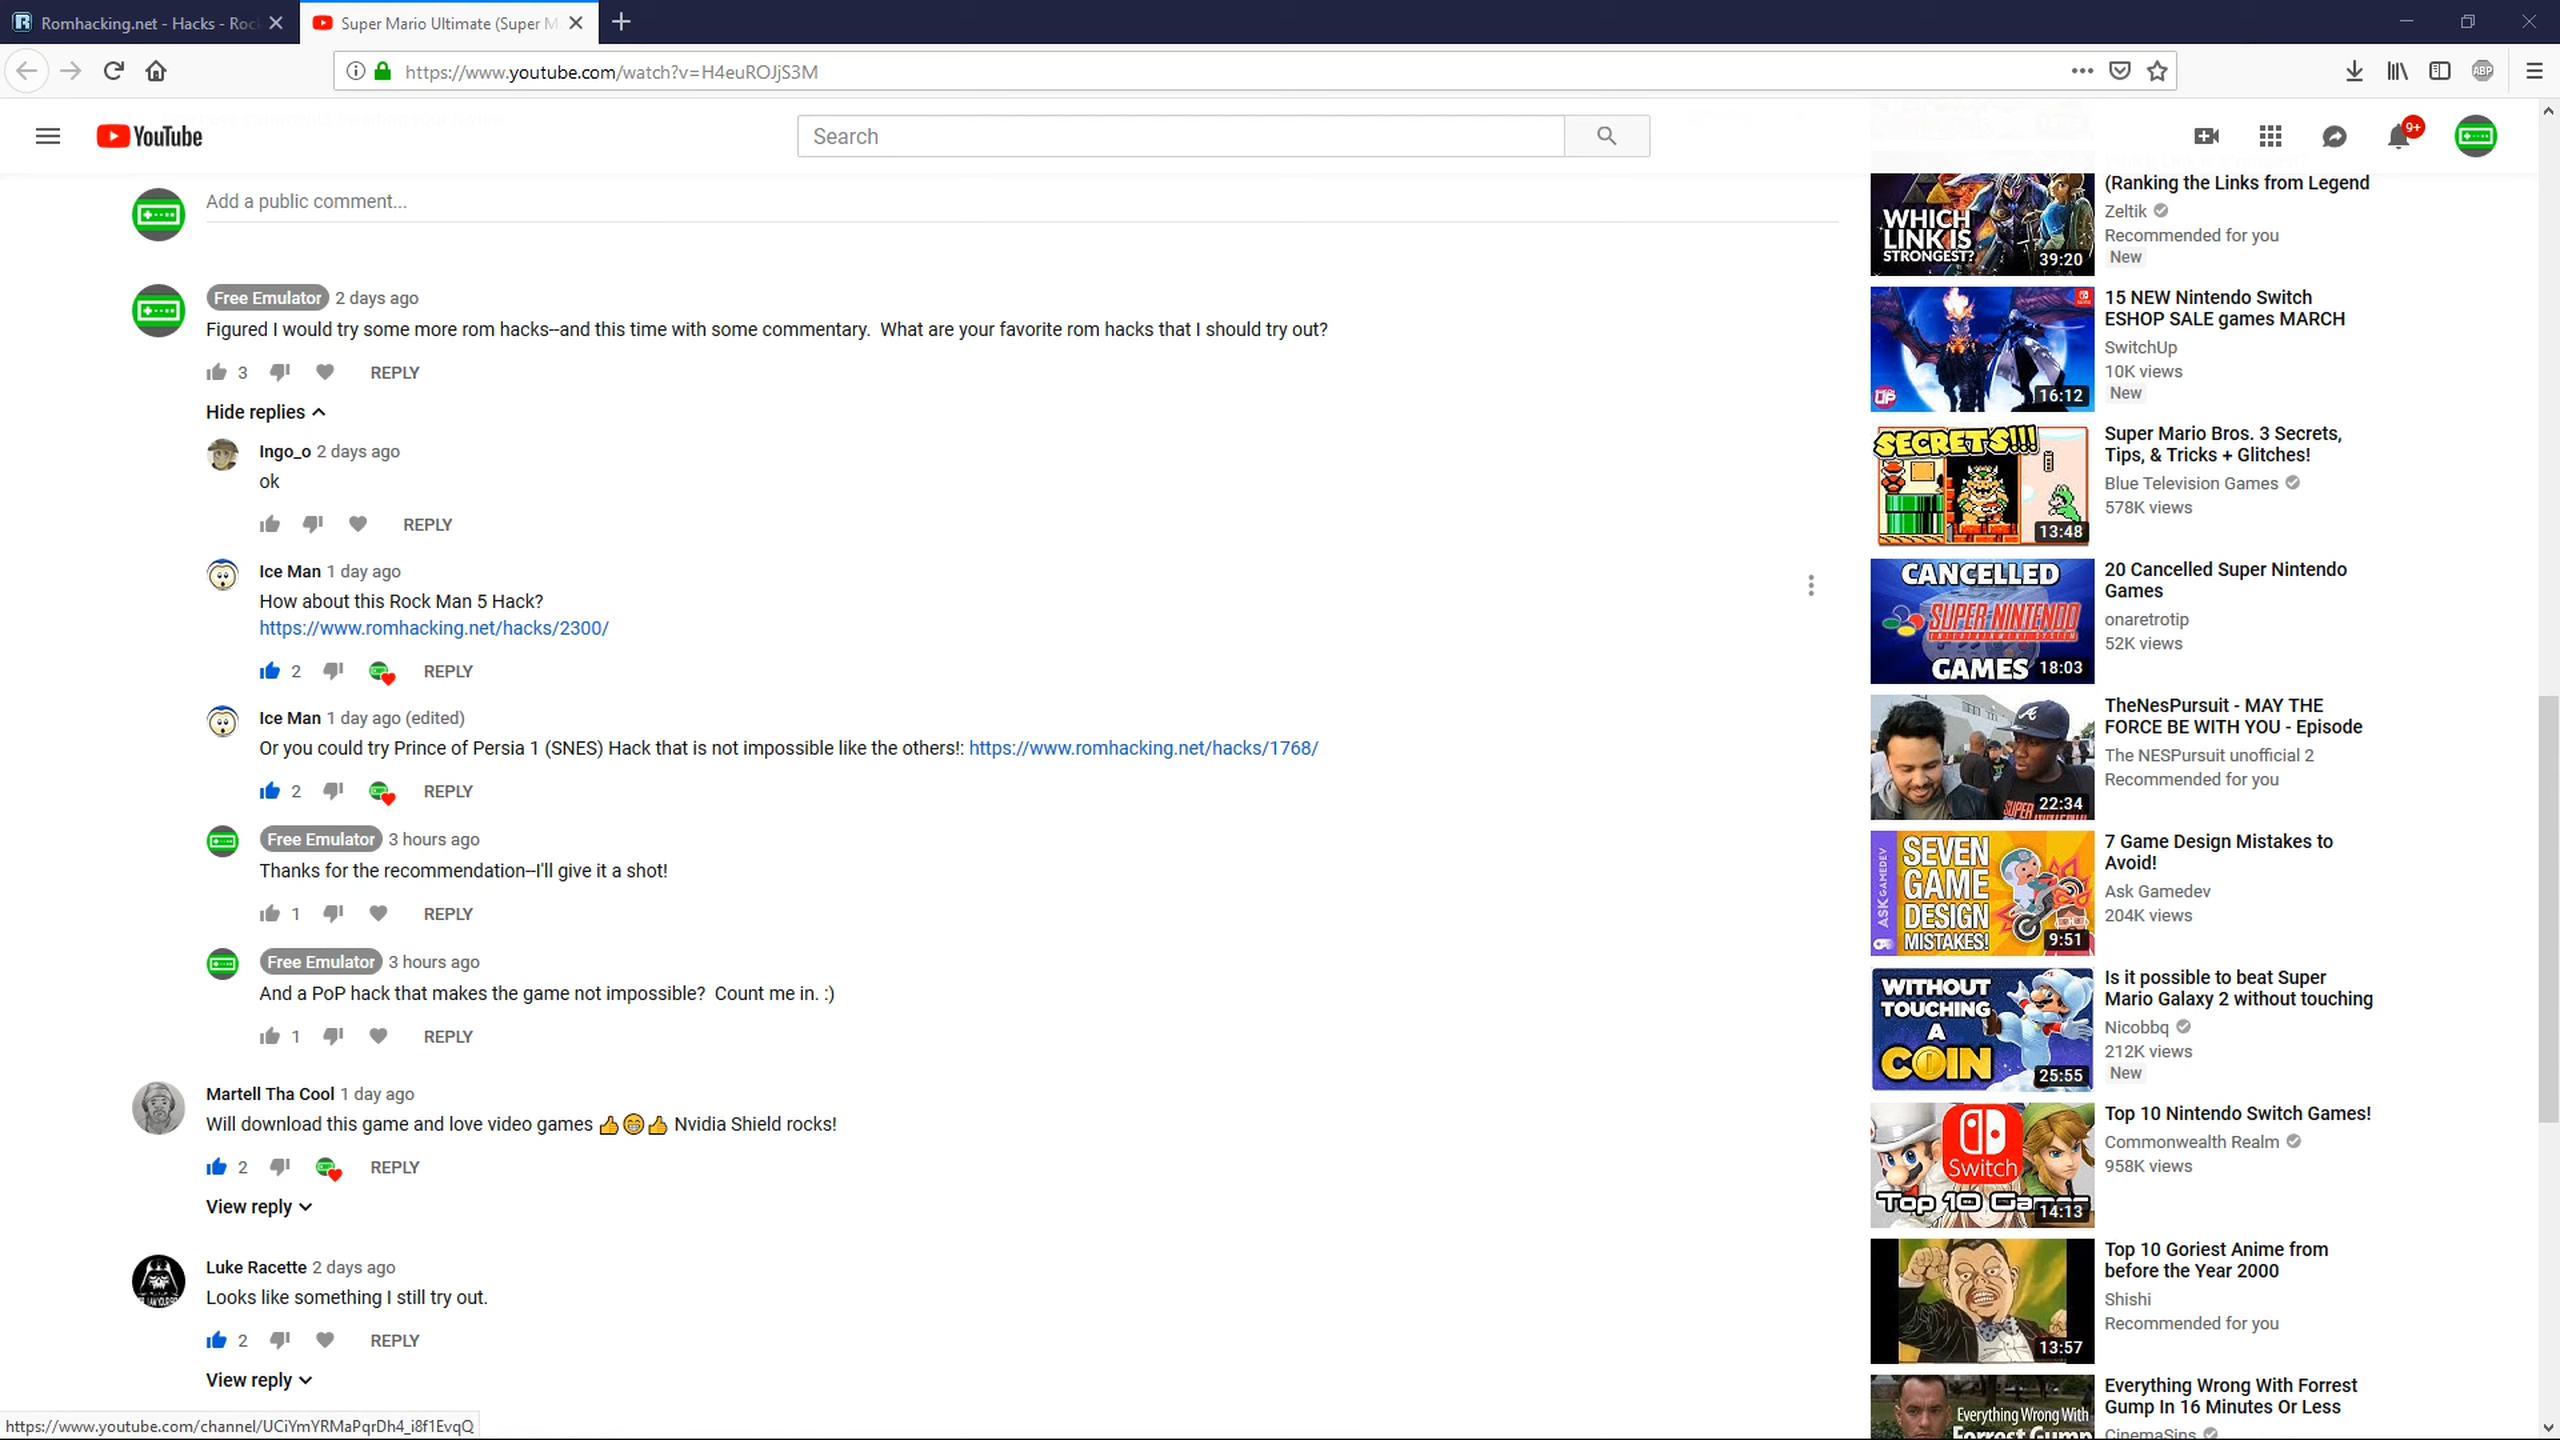 Romhacking.net - Hacks - Roc
Super Mario Ultimate (Super M
https://www.youtube.com/watch?v=H4euROJjS3M
ABP
YouTube
Search
9+
Add a public comment...
Free Emulator 2 days ago
Figured I would try some more rom hacks--and this time with some commentary.  What are your favorite rom hacks that I should try out?
3 REPLY
Hide replies
Ingo_o 2 days ago
ok
REPLY
Ice Man 1 day ago
How about this Rock Man 5 Hack?
https://www.romhacking.net/hacks/2300/
2 REPLY
Ice Man 1 day ago (edited)
Or you could try Prince of Persia 1 (SNES) Hack that is not impossible like the others!: https://www.romhacking.net/hacks/1768/
2 REPLY
Free Emulator 3 hours ago
Thanks for the recommendation--I'll give it a shot!
1 REPLY
Free Emulator 3 hours ago
And a PoP hack that makes the game not impossible?  Count me in. :)
1 REPLY
Martell Tha Cool 1 day ago
Will download this game and love video games 👍😁👍 Nvidia Shield rocks!
2 REPLY
View reply
Luke Racette 2 days ago
Looks like something I still try out.
2 REPLY
View reply
https://www.youtube.com/channel/UCiYmYRMaPqrDh4_i8f1EvqQ
WHICH
LINK IS
STRONGEST?
39:20
(Ranking the Links from Legend
Zeltik
Recommended for you
New
UP
16:12
15 NEW Nintendo Switch
ESHOP SALE games MARCH
SwitchUp
10K views
New
SECRETS!!!
13:48
Super Mario Bros. 3 Secrets,
Tips, & Tricks + Glitches!
Blue Television Games
578K views
CANCELLED
SUPER NINTENDO
ENTERTAINMENT SYSTEM
GAMES
18:03
20 Cancelled Super Nintendo
Games
onaretrotip
52K views
SUPER
22:34
TheNesPursuit - MAY THE
FORCE BE WITH YOU - Episode
The NESPursuit unofficial 2
Recommended for you
ASK GAMEDEV
SEVEN
GAME
DESIGN
MISTAKES!
9:51
7 Game Design Mistakes to
Avoid!
Ask Gamedev
204K views
WITHOUT
TOUCHING
A
COIN
25:55
Is it possible to beat Super
Mario Galaxy 2 without touching
Nicobbq
212K views
New
Switch
Top 10 Games
14:13
Top 10 Nintendo Switch Games!
Commonwealth Realm
958K views
13:57
Top 10 Goriest Anime from
before the Year 2000
Shishi
Recommended for you
Everything Wrong With
Forrest Gump
Everything Wrong With Forrest
Gump In 16 Minutes Or Less
CinemaSins